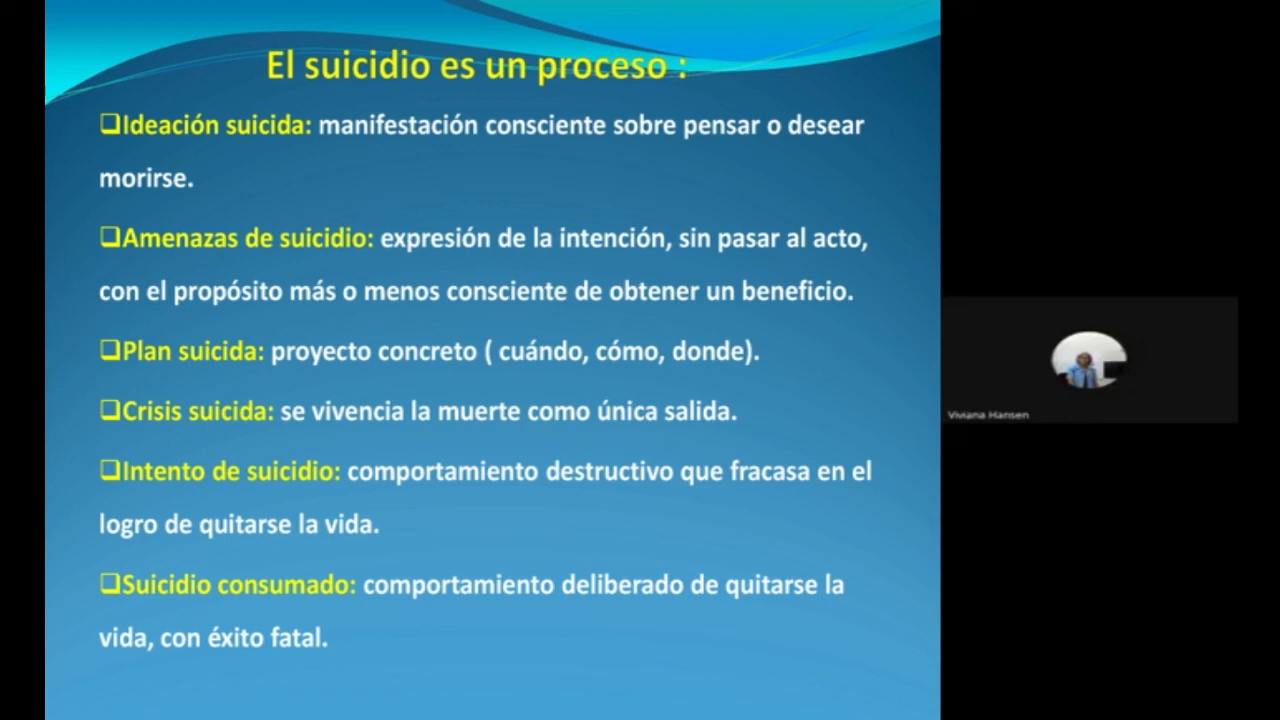 El suicidio es un proceso :
❑Ideación suicida: manifestación consciente sobre pensar o desear
morirse.
❑Amenazas de suicidio: expresión de la intención, sin pasar al acto,
con el propósito más o menos consciente de obtener un beneficio.
❑Plan suicida: proyecto concreto ( cuándo, cómo, donde).
❑Crisis suicida: se vivencia la muerte como única salida.
❑Intento de suicidio: comportamiento destructivo que fracasa en el
logro de quitarse la vida.
❑Suicidio consumado: comportamiento deliberado de quitarse la
vida, con éxito fatal.
Viviana Hansen